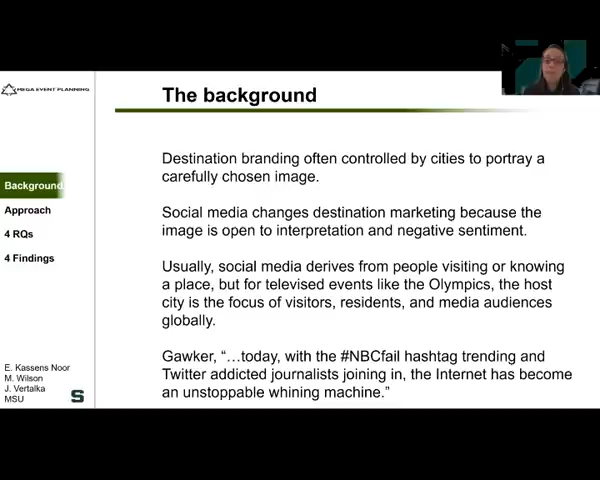 MEGA EVENT PLANNING
The background
Destination branding often controlled by cities to portray a
carefully chosen image.
Social media changes destination marketing because the
image is open to interpretation and negative sentiment.
Usually, social media derives from people visiting or knowing
a place, but for televised events like the Olympics, the host
city is the focus of visitors, residents, and media audiences
globally.
Gawker, “…today, with the #NBCfail hashtag trending and
Twitter addicted journalists joining in, the Internet has become
an unstoppable whining machine.”
Background
Approach
4 RQs
4 Findings
E. Kassens Noor
M. Wilson
J. Vertalka
MSU
S